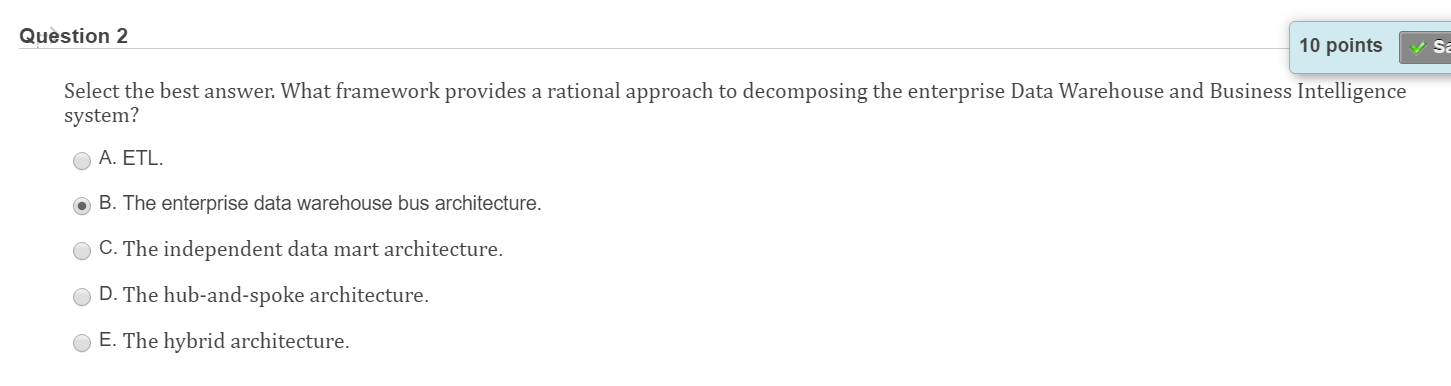 Question 2
10 points
Select the best answer. What framework provides a rational approach to decomposing the enterprise Data Warehouse and Business Intelligence
system?
A. ETL.
B. The enterprise data warehouse bus architecture.
C. The independent data mart architecture.
D. The hub-and-spoke architecture.
E. The hybrid architecture.